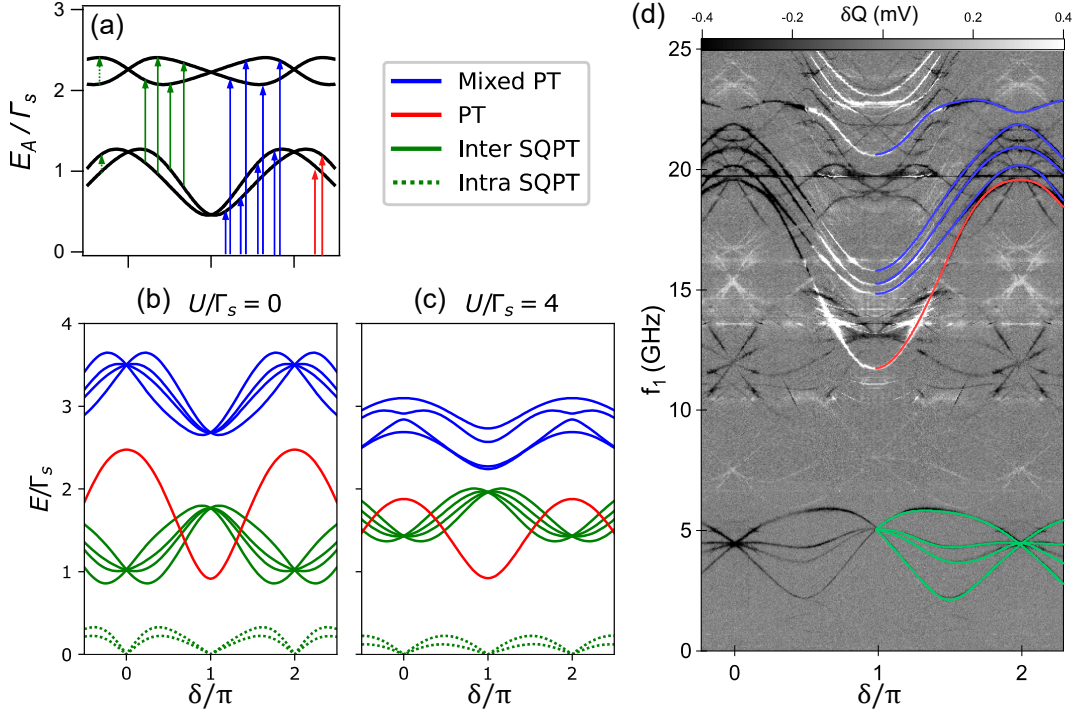 (a)
3
2
1
0
E_A / Γ_s
Mixed PT
PT
Inter SQPT
Intra SQPT
(b) U/Γ_s = 0
(c) U/Γ_s = 4
4
3
2
1
0
E/Γ_s
0 1 2
δ/π
0 1 2
δ/π
(d)
-0.4 -0.2 0.2 0.4
δQ (mV)
25
20
15
10
5
0
f_1 (GHz)
0 1 2
δ/π